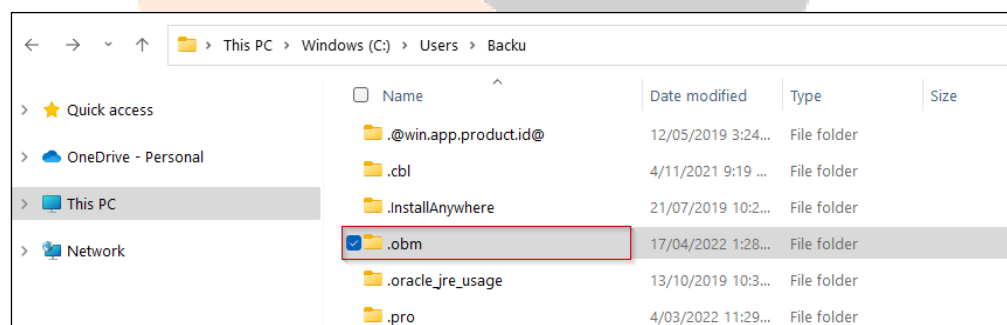 This PC > Windows (C:) > Users > Backu
Quick access
OneDrive - Personal
This PC
Network
Name Date modified Type Size
.@win.app.product.id@ 12/05/2019 3:24... File folder
.cbl 4/11/2021 9:19 ... File folder
.InstallAnywhere 21/07/2019 10:2... File folder
.obm 17/04/2022 1:28... File folder
.oracle_jre_usage 13/10/2019 10:3... File folder
.pro 4/03/2022 11:29... File folder